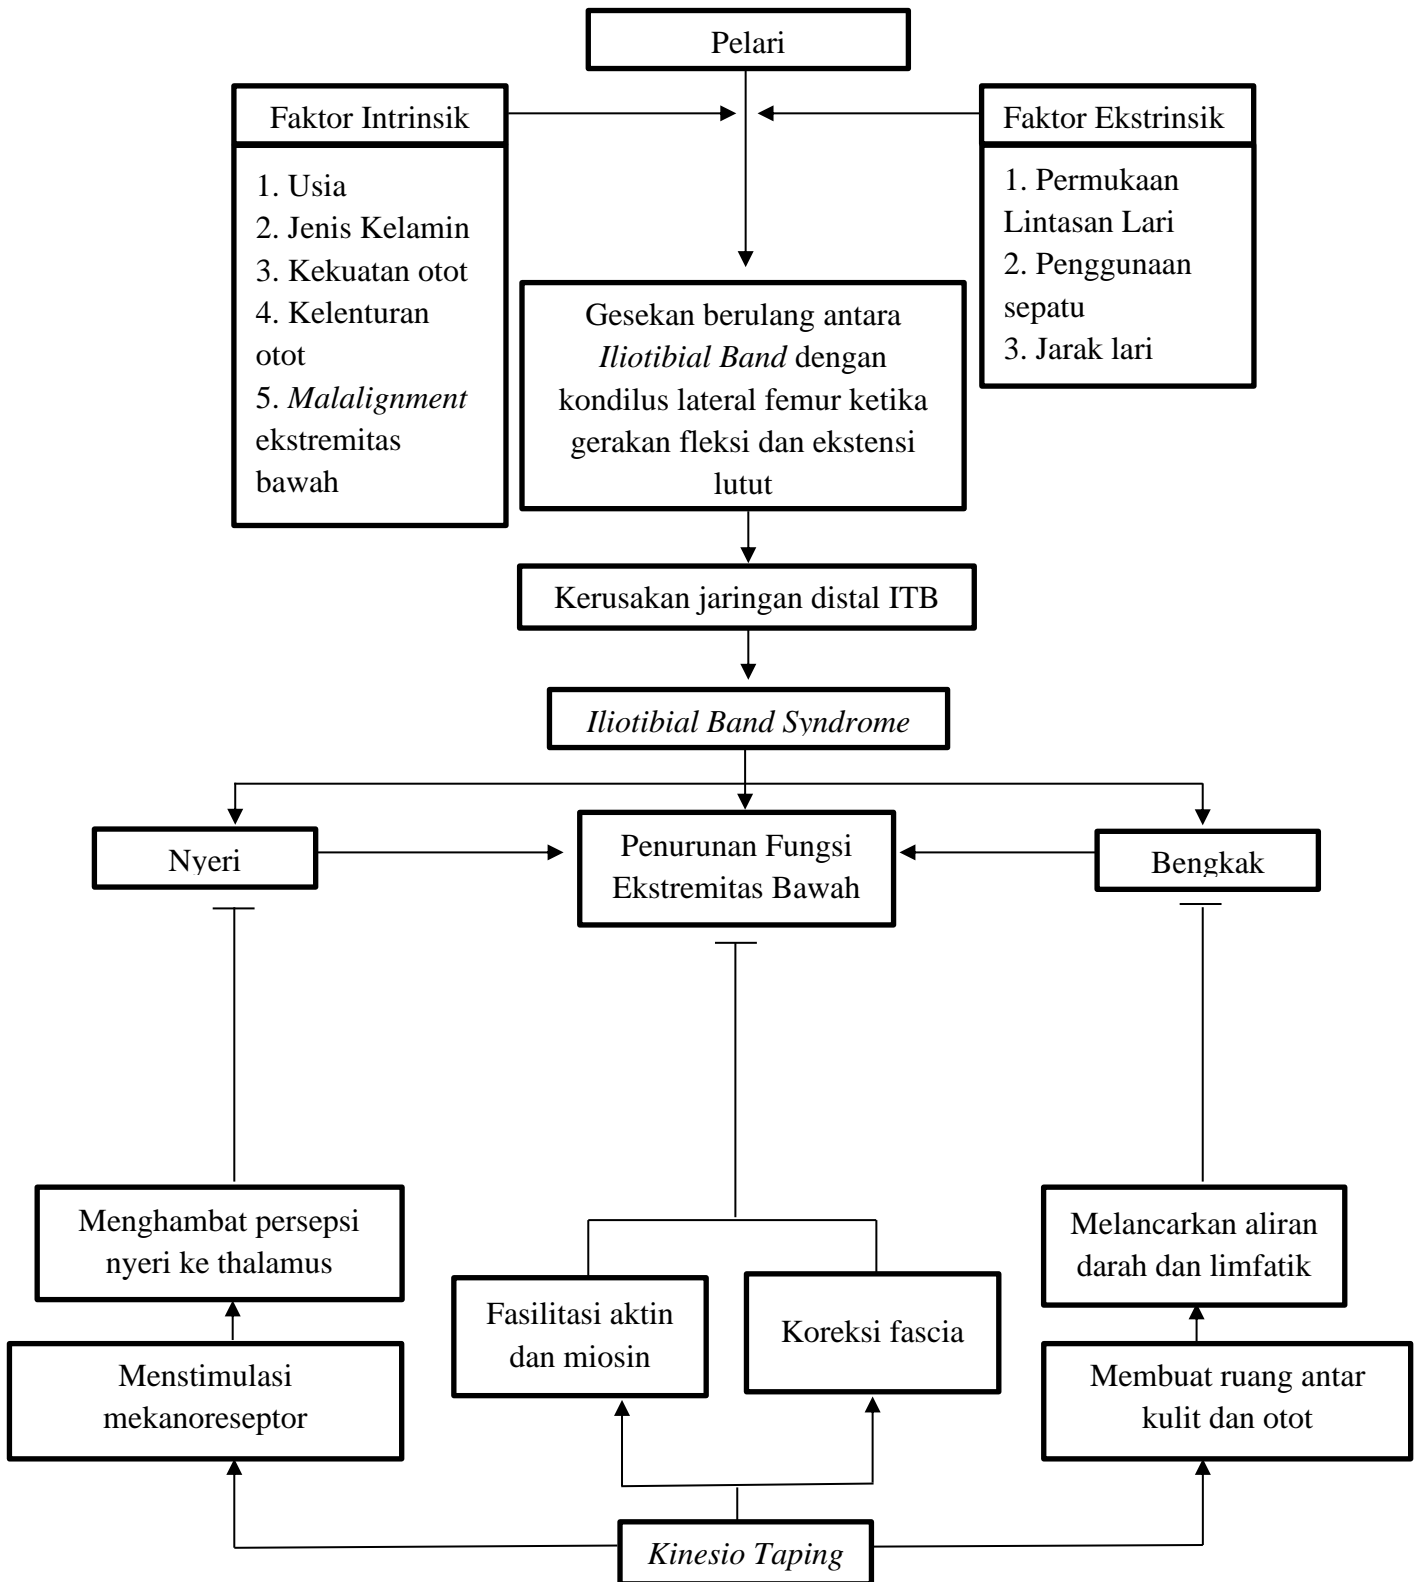 Pelari
Faktor Intrinsik
1. Usia
2. Jenis Kelamin
3. Kekuatan otot
4. Kelenturan
otot
5. Malalignment
ekstremitas
bawah
Faktor Ekstrinsik
1. Permukaan
Lintasan Lari
2. Penggunaan
sepatu
3. Jarak lari
Gesekan berulang antara
Iliotibial Band dengan
kondilus lateral femur ketika
gerakan fleksi dan ekstensi
lutut
Kerusakan jaringan distal ITB
Iliotibial Band Syndrome
Nyeri
Penurunan Fungsi
Ekstremitas Bawah
Bengkak
Menghambat persepsi
nyeri ke thalamus
Menstimulasi
mekanoreseptor
Fasilitasi aktin
dan miosin
Koreksi fascia
Melancarkan aliran
darah dan limfatik
Membuat ruang antar
kulit dan otot
Kinesio Taping